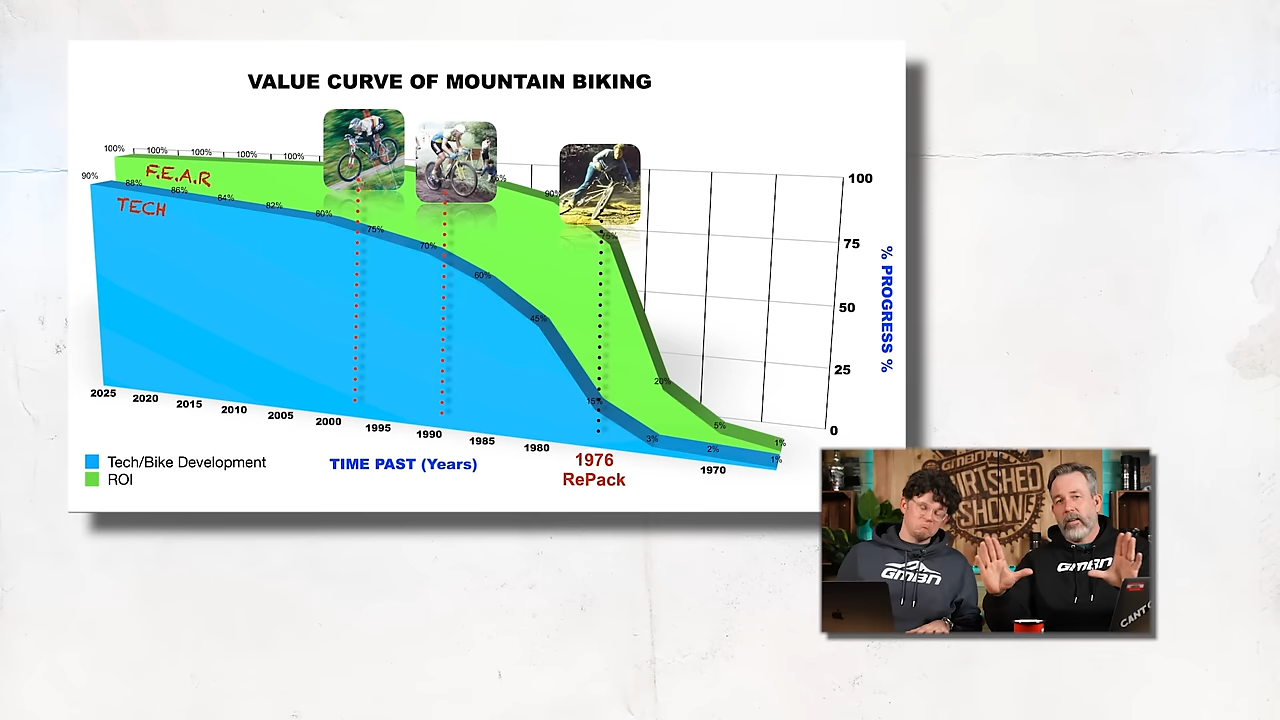 VALUE CURVE OF MOUNTAIN BIKING
100% 100% 100% 100% 100%
90%
F.E.A.R
TECH
90% 88% 86% 84% 82% 80% 75% 70% 60% 45% 15% 3% 2% 1%
75% 20% 5% 1%
100
75
50
25
0
% PROGRESS %
2025 2020 2015 2010 2005 2000 1995 1990 1985 1980 1970
TIME PAST (Years)
1976
RePack
Tech/Bike Development
ROI
GMBN
DIRTSHED
SHOW
GMBN
GMBN